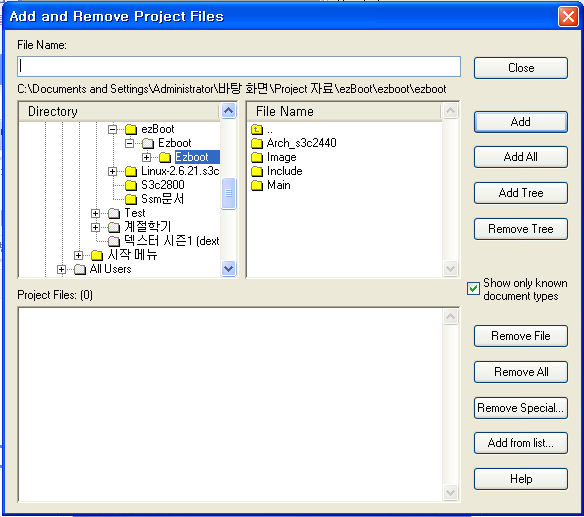 Add and Remove Project Files
File Name:
Close
C:\Documents and Settings\Administrator\바탕 화면\Project 자료\ezBoot\ezboot\ezboot
Directory
File Name
ezBoot
Ezboot
Ezboot
Linux-2.6.21.s3c
S3c2800
Ssm문서
Test
계절학기
덱스터 시즌1 (dext
시작 메뉴
All Users
..
Arch_s3c2440
Image
Include
Main
Add
Add All
Add Tree
Remove Tree
Show only known
document types
Project Files: (0)
Remove File
Remove All
Remove Special...
Add from list...
Help